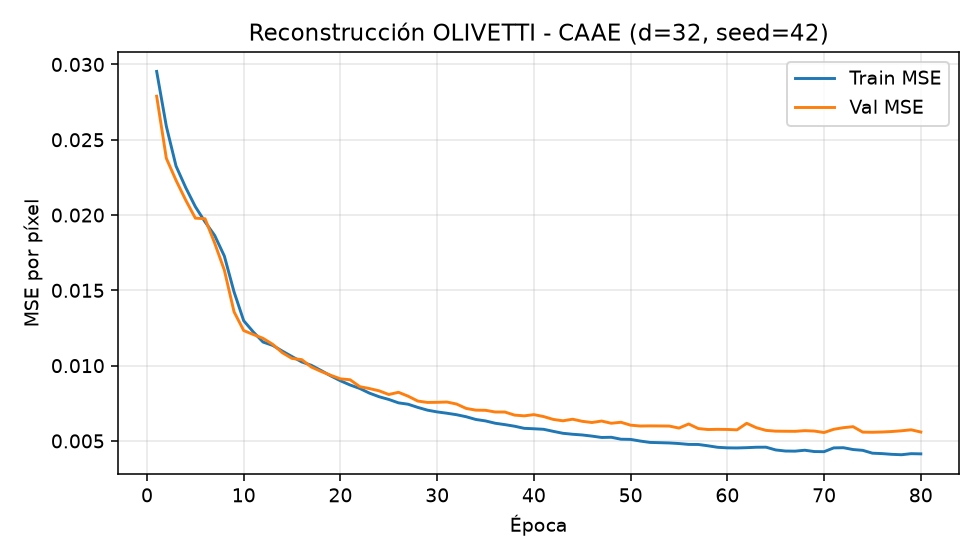 Reconstrucción OLIVETTI - CAAE (d=32, seed=42)
Train MSE
Val MSE
MSE por píxel
0.030
0.025
0.020
0.015
0.010
0.005
0 10 20 30 40 50 60 70 80
Época